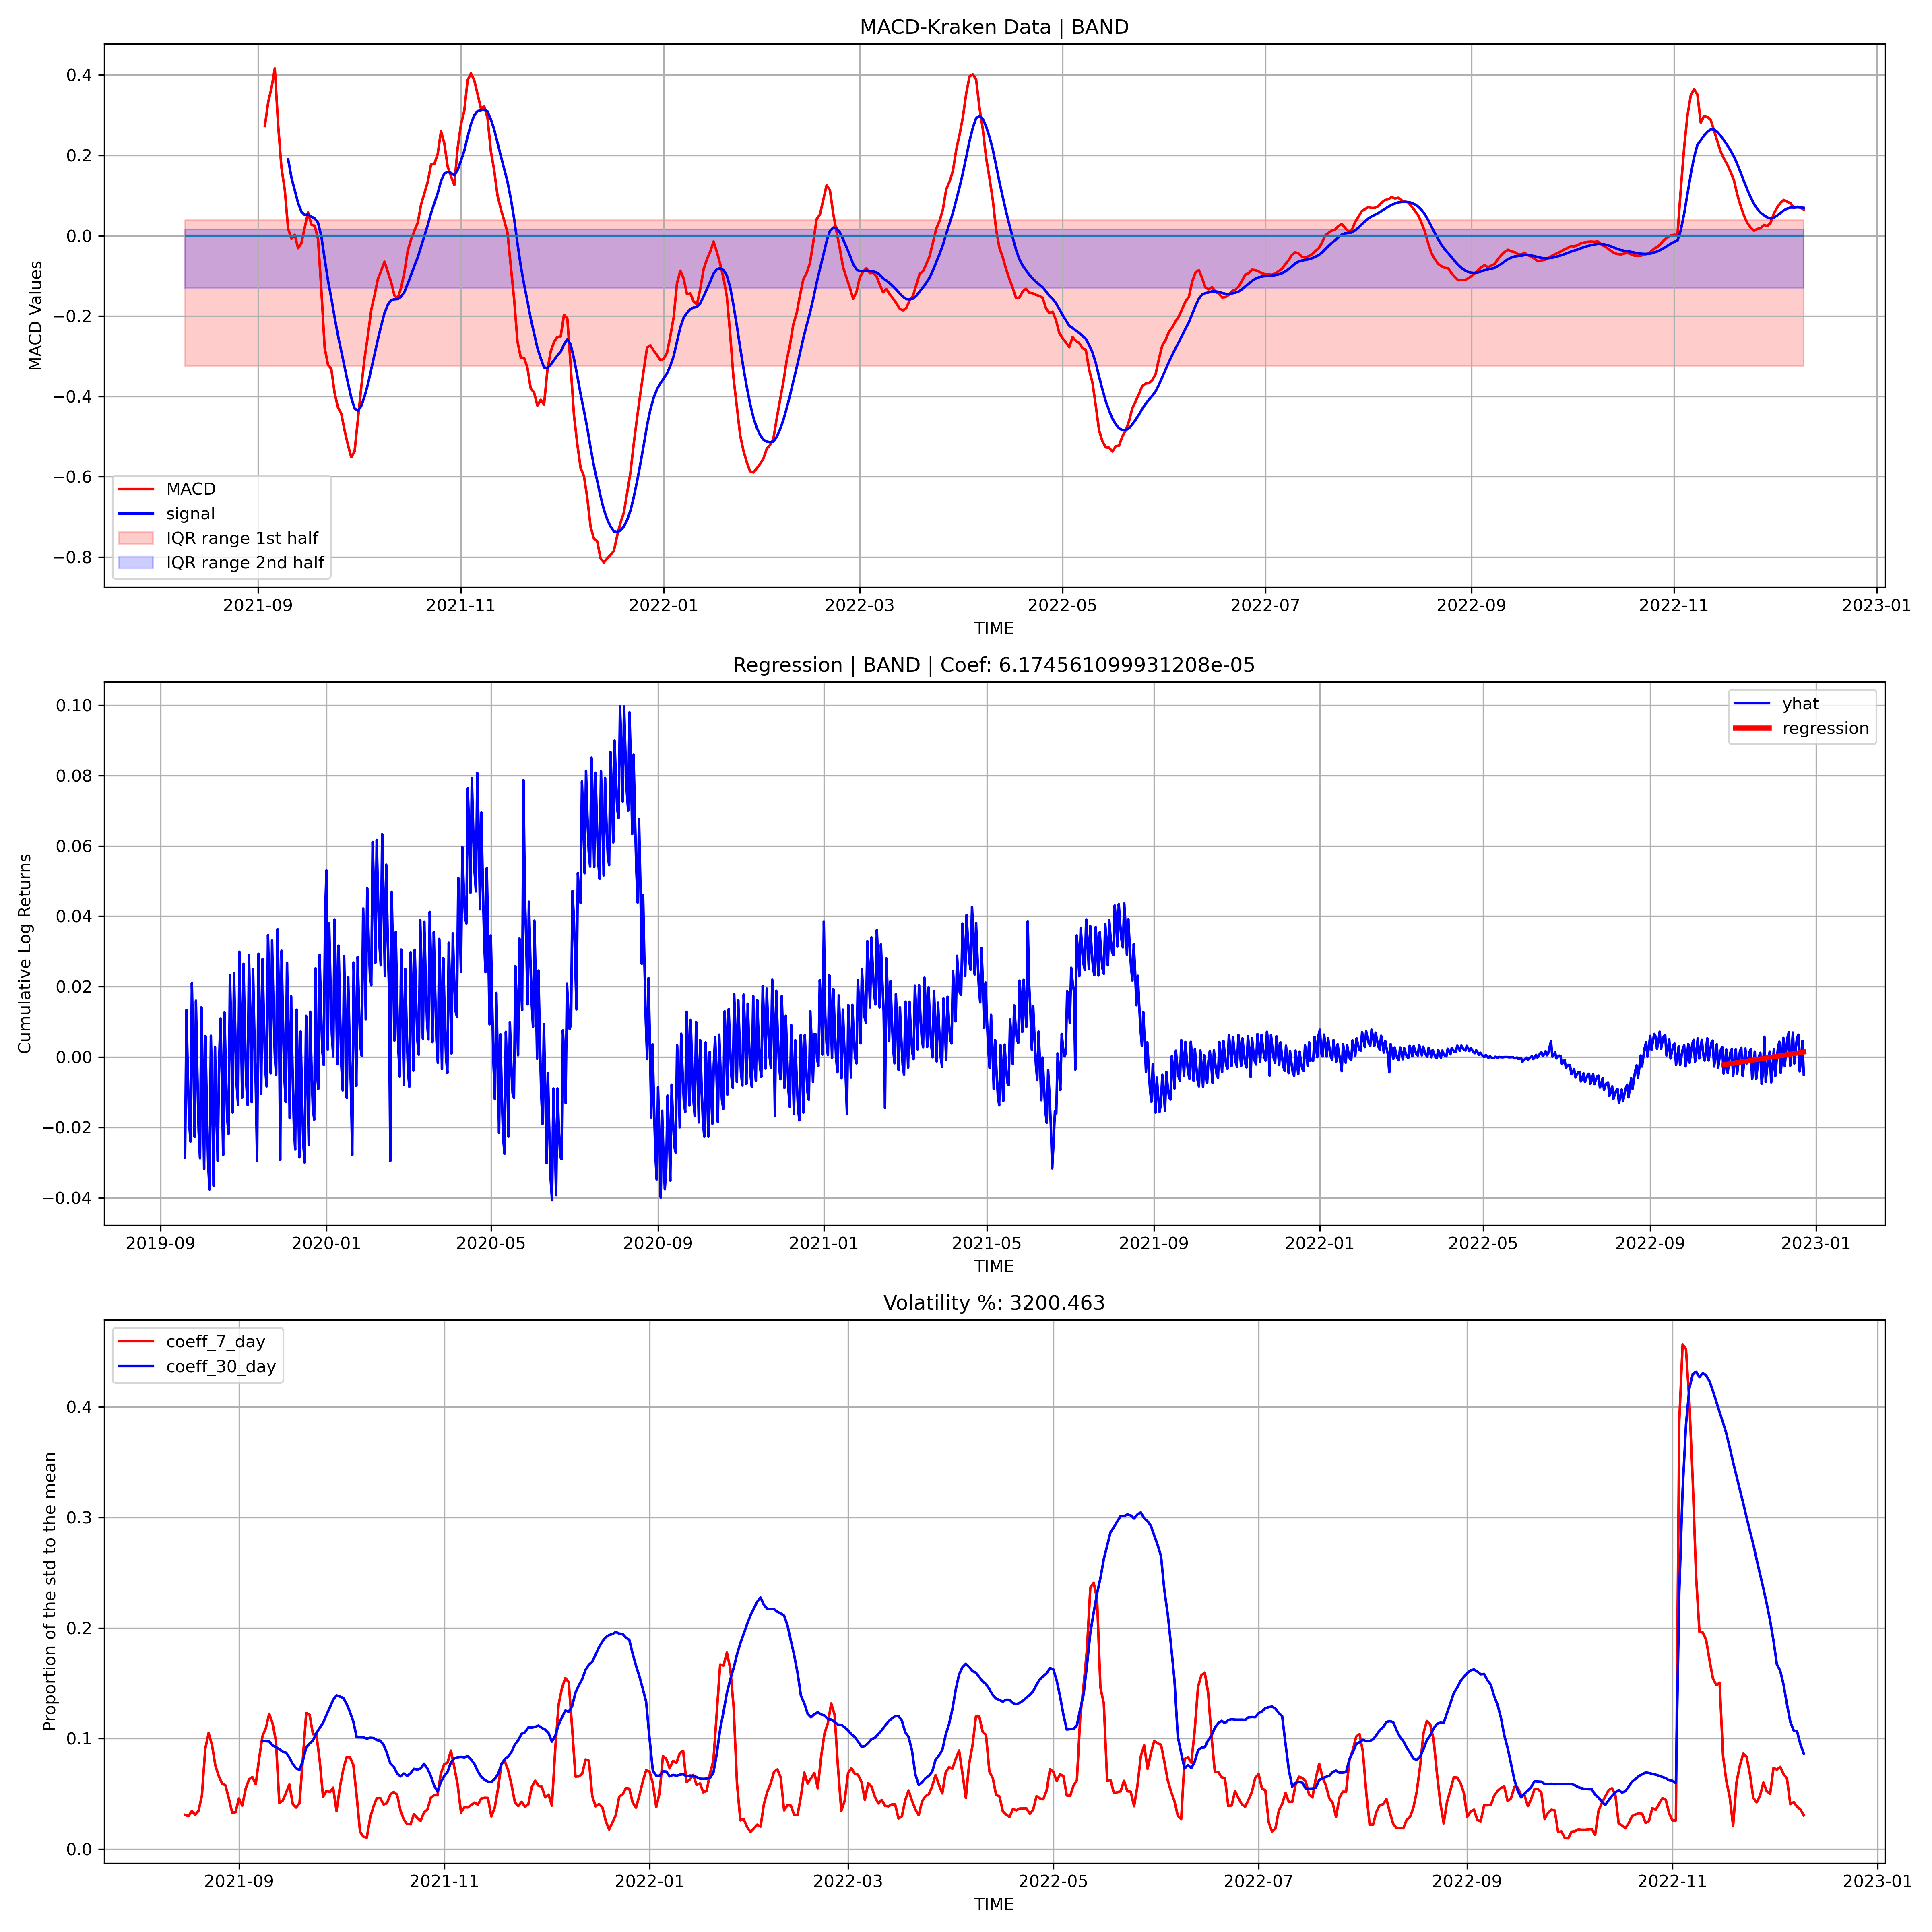 MACD-Kraken Data | BAND
MACD Values
0.4
0.2
0.0
−0.2
−0.4
−0.6
−0.8
MACD
signal
IQR range 1st half
IQR range 2nd half
2021-09 2021-11 2022-01 2022-03 2022-05 2022-07 2022-09 2022-11 2023-01
TIME
Regression | BAND | Coef: 6.174561099931208e-05
Cumulative Log Returns
0.10
0.08
0.06
0.04
0.02
0.00
−0.02
−0.04
yhat
regression
2019-09 2020-01 2020-05 2020-09 2021-01 2021-05 2021-09 2022-01 2022-05 2022-09 2023-01
TIME
Volatility %: 3200.463
Proportion of the std to the mean
coeff_7_day
coeff_30_day
0.4
0.3
0.2
0.1
0.0
2021-09 2021-11 2022-01 2022-03 2022-05 2022-07 2022-09 2022-11 2023-01
TIME